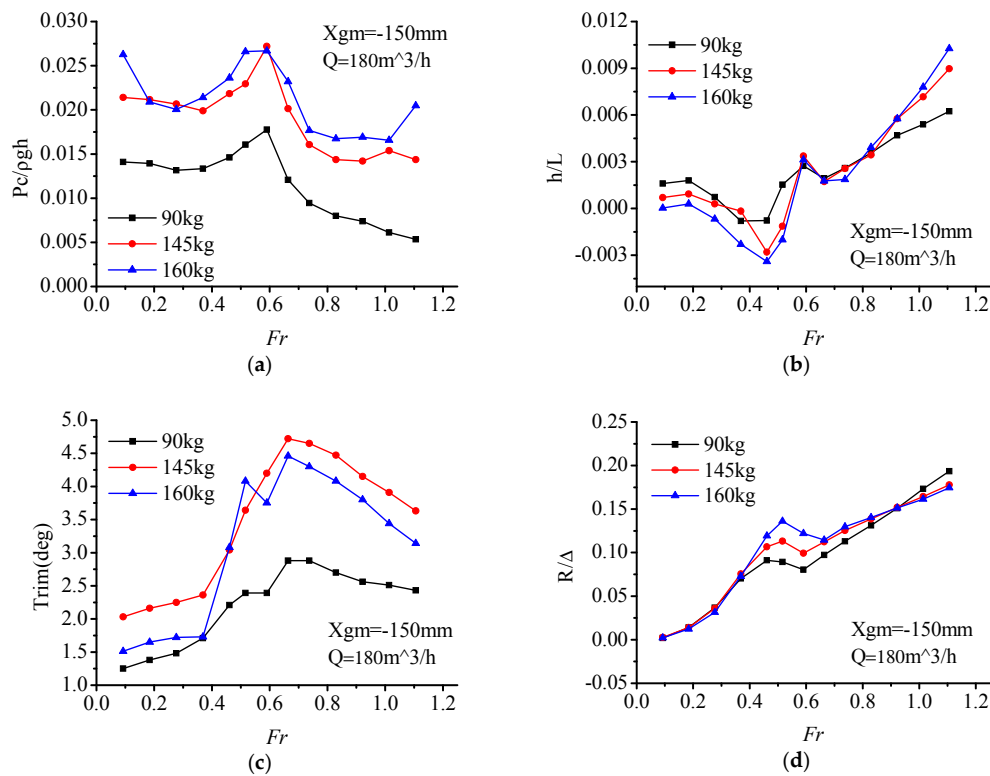 Xgm=-150mm
Q=180m^3/h
90kg
145kg
160kg
Pc/ρgh
0.030
0.025
0.020
0.015
0.010
0.005
0.000
0.0 0.2 0.4 0.6 0.8 1.0 1.2
Fr
(a)
90kg
145kg
160kg
Xgm=-150mm
Q=180m^3/h
h/L
0.012
0.009
0.006
0.003
0.000
-0.003
0.0 0.2 0.4 0.6 0.8 1.0 1.2
Fr
(b)
90kg
145kg
160kg
Xgm=-150mm
Q=180m^3/h
Trim(deg)
5.0
4.5
4.0
3.5
3.0
2.5
2.0
1.5
1.0
0.0 0.2 0.4 0.6 0.8 1.0 1.2
Fr
(c)
90kg
145kg
160kg
Xgm=-150mm
Q=180m^3/h
R/Δ
0.25
0.20
0.15
0.10
0.05
0.00
-0.05
0.0 0.2 0.4 0.6 0.8 1.0 1.2
Fr
(d)